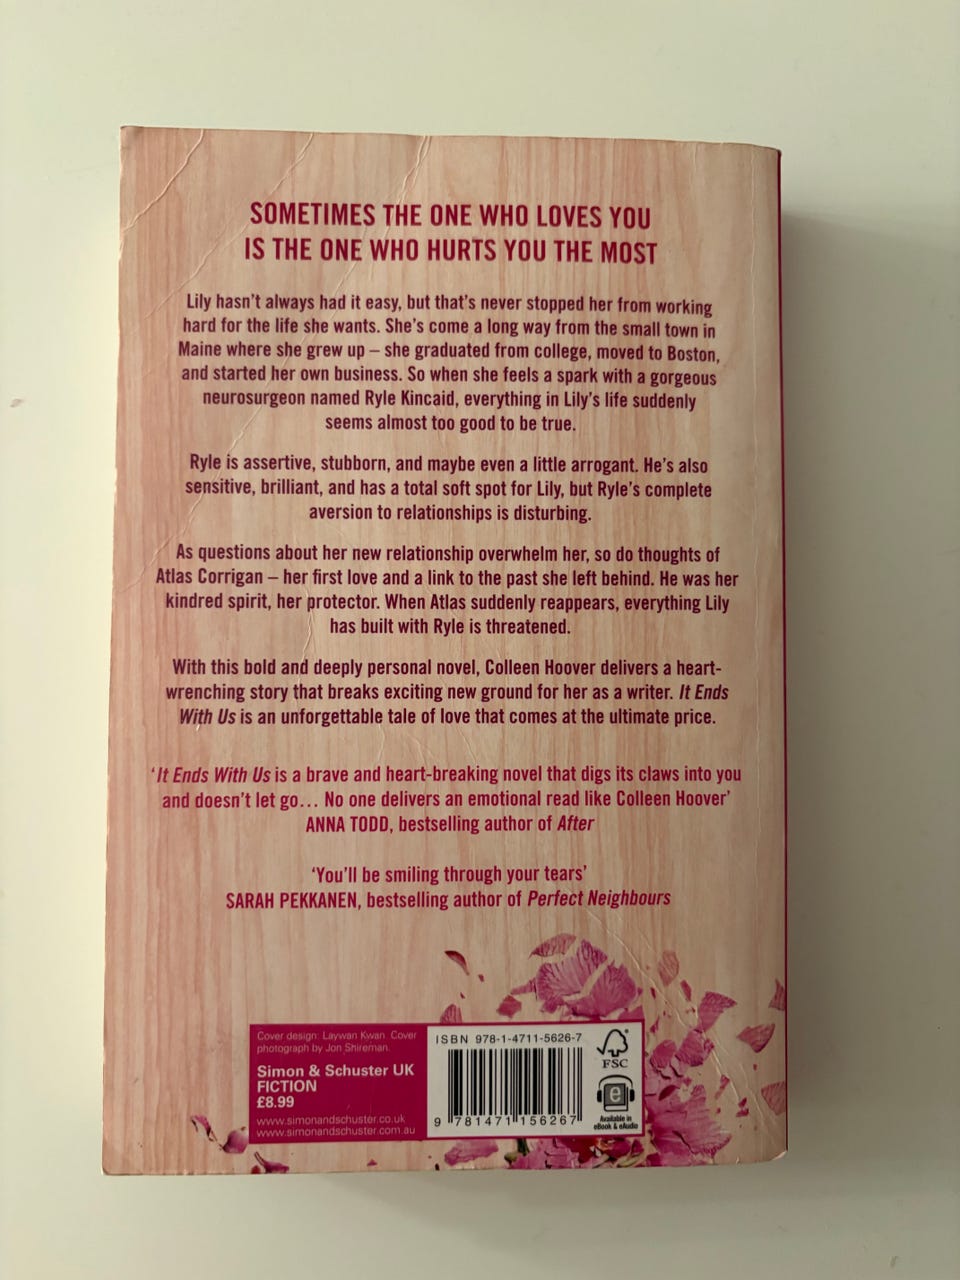 SOMETIMES THE ONE WHO LOVES YOU
IS THE ONE WHO HURTS YOU THE MOST
Lily hasn't always had it easy, but that's never stopped her from working
hard for the life she wants. She's come a long way from the small town in
Maine where she grew up – she graduated from college, moved to Boston,
and started her own business. So when she feels a spark with a gorgeous
neurosurgeon named Ryle Kincaid, everything in Lily's life suddenly
seems almost too good to be true.
Ryle is assertive, stubborn, and maybe even a little arrogant. He's also
sensitive, brilliant, and has a total soft spot for Lily, but Ryle's complete
aversion to relationships is disturbing.
As questions about her new relationship overwhelm her, so do thoughts of
Atlas Corrigan – her first love and a link to the past she left behind. He was her
kindred spirit, her protector. When Atlas suddenly reappears, everything Lily
has built with Ryle is threatened.
With this bold and deeply personal novel, Colleen Hoover delivers a heart-
wrenching story that breaks exciting new ground for her as a writer. It Ends
With Us is an unforgettable tale of love that comes at the ultimate price.
'It Ends With Us is a brave and heart-breaking novel that digs its claws into you
and doesn't let go... No one delivers an emotional read like Colleen Hoover'
ANNA TODD, bestselling author of After
'You'll be smiling through your tears'
SARAH PEKKANEN, bestselling author of Perfect Neighbours
Cover design: Laywan Kwan. Cover
photograph by Jon Shireman.
Simon & Schuster UK
FICTION
£8.99
www.simonandschuster.co.uk
www.simonandschuster.com.au
ISBN 978-1-4711-5626-7
9 781471 156267
FSC
e
Available in
eBook & eAudio